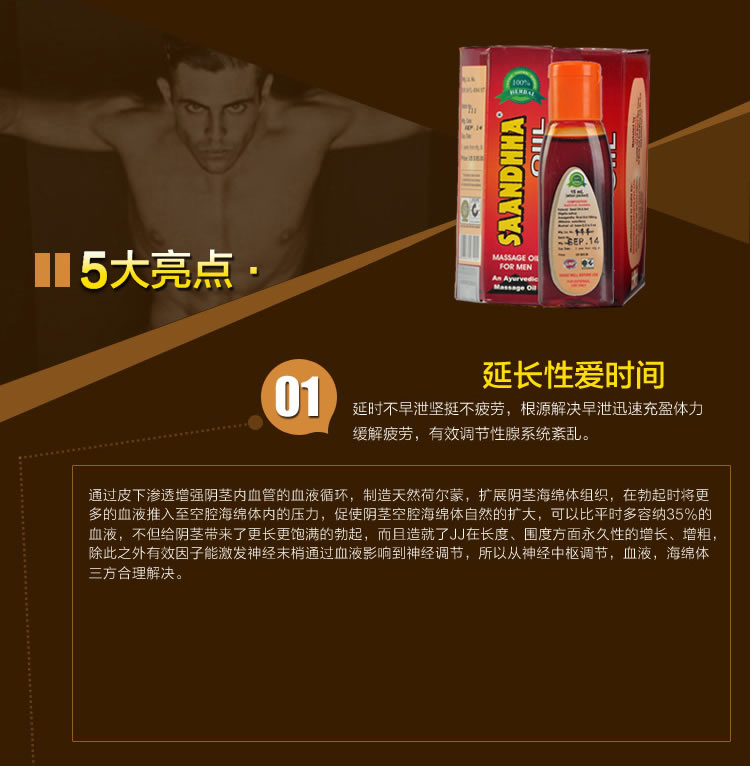 100%
HERBAL
SAANDHHA
OIL
MASSAGE OIL
FOR MEN
An Ayurvedic
Massage Oil
15 mL
SEP.14
5大亮点·
01
延长性爱时间
延时不早泄坚挺不疲劳，根源解决早泄迅速充盈体力
缓解疲劳，有效调节性腺系统紊乱。
通过皮下渗透增强阴茎内血管的血液循环，制造天然荷尔蒙，扩展阴茎海绵体组织，在勃起时将更
多的血液推入至空腔海绵体内的压力，促使阴茎空腔海绵体自然的扩大，可以比平时多容纳35%的
血液，不但给阴茎带来了更长更饱满的勃起，而且造就了JJ在长度、围度方面永久性的增长、增粗，
除此之外有效因子能激发神经末梢通过血液影响到神经调节，所以从神经中枢调节，血液，海绵体
三方合理解决。